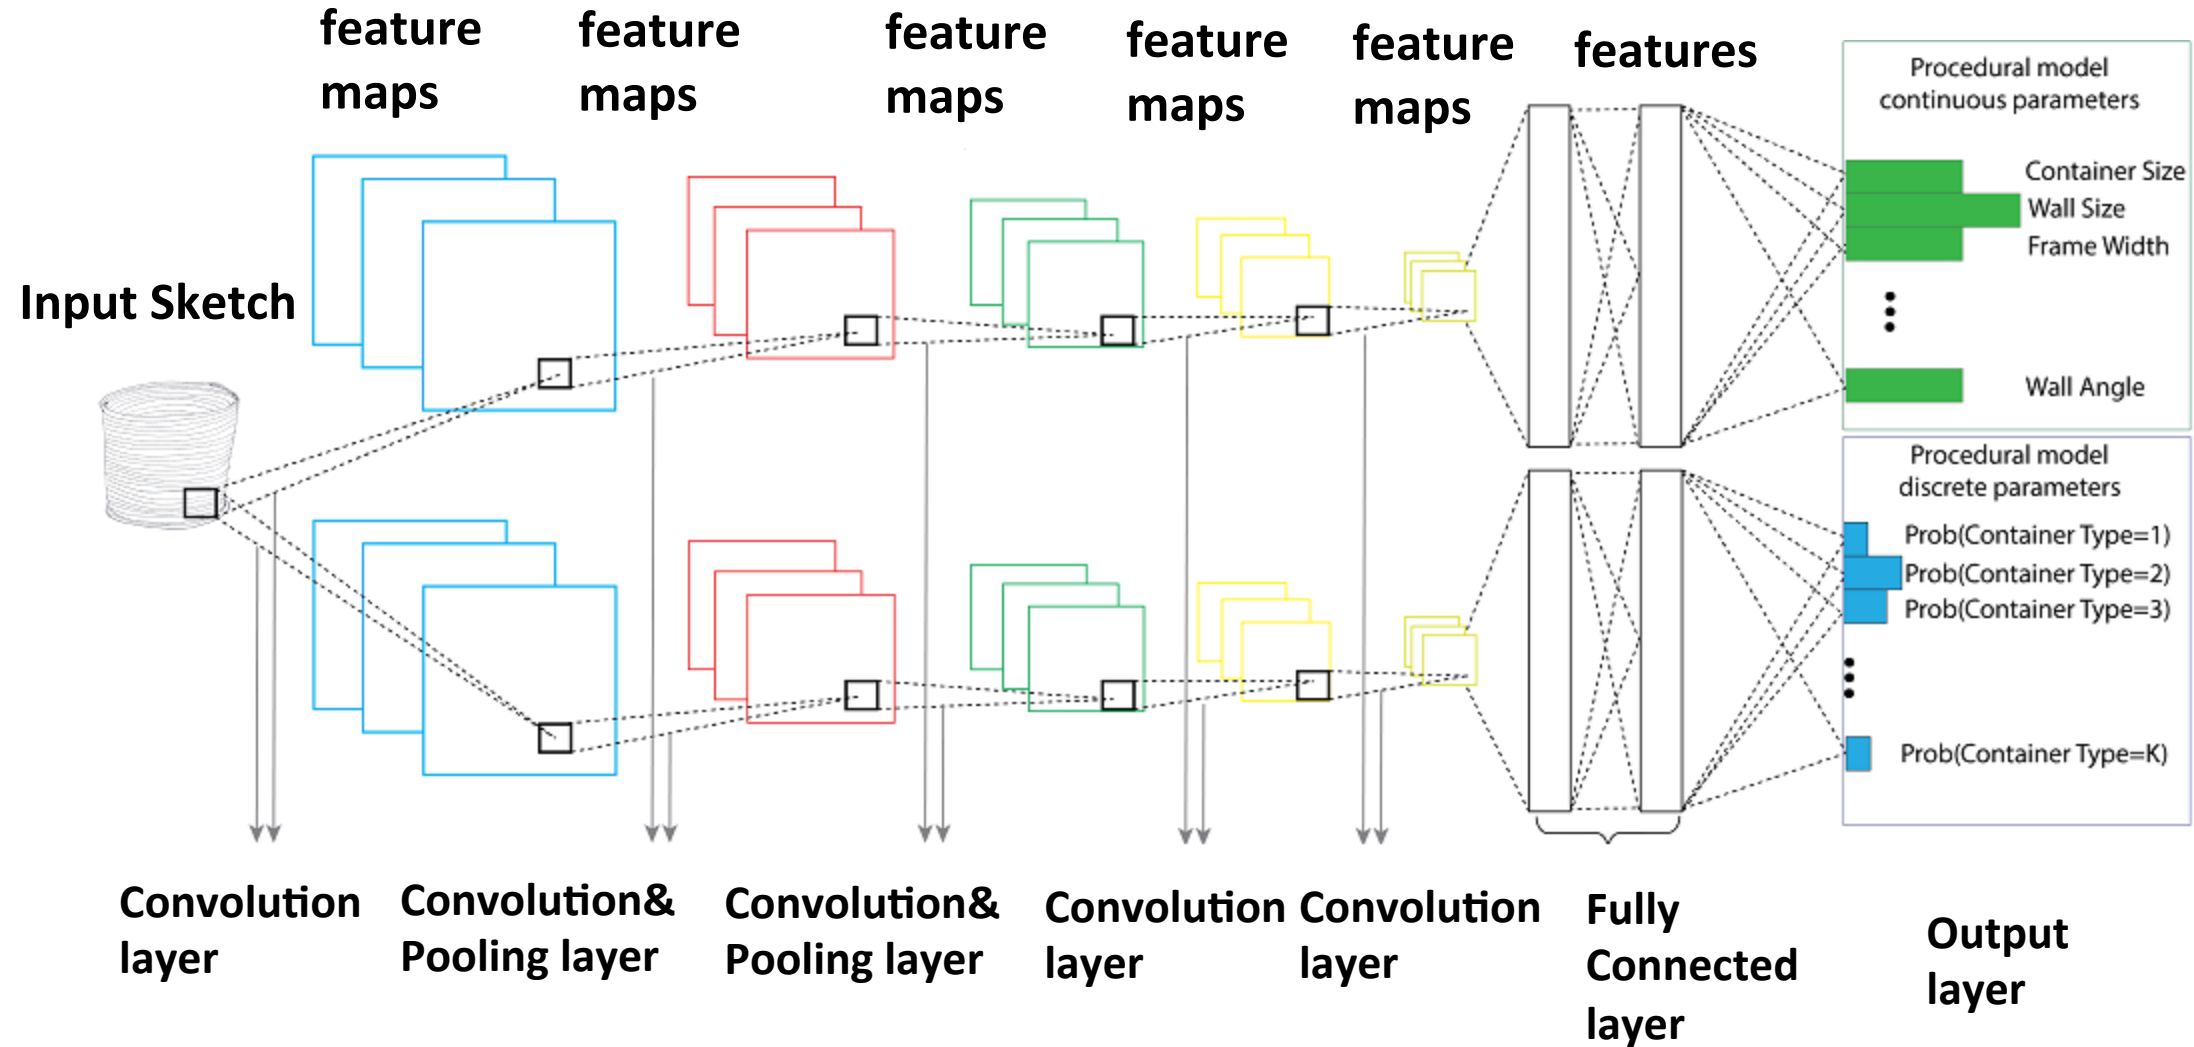 feature
maps
feature
maps
feature
maps
feature
maps
feature
maps
features
Input Sketch
Procedural model
continuous parameters
Container Size
Wall Size
Frame Width
Wall Angle
Procedural model
discrete parameters
Prob(Container Type=1)
Prob(Container Type=2)
Prob(Container Type=3)
Prob(Container Type=K)
Convolution
layer
Convolution&
Pooling layer
Convolution&
Pooling layer
Convolution
layer
Convolution
layer
Fully
Connected
layer
Output
layer